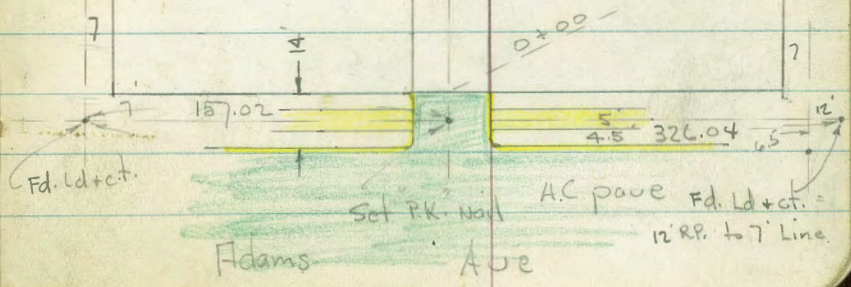 7
14
0+00
7
7
157.02
5'
4.5'
326.04
6.5
12'
Fd. Ld + ct.
Set "P.K." Nail
A.C pave
Fd. Ld + ct. =
12' RP. to 7' Line
Adams Ave